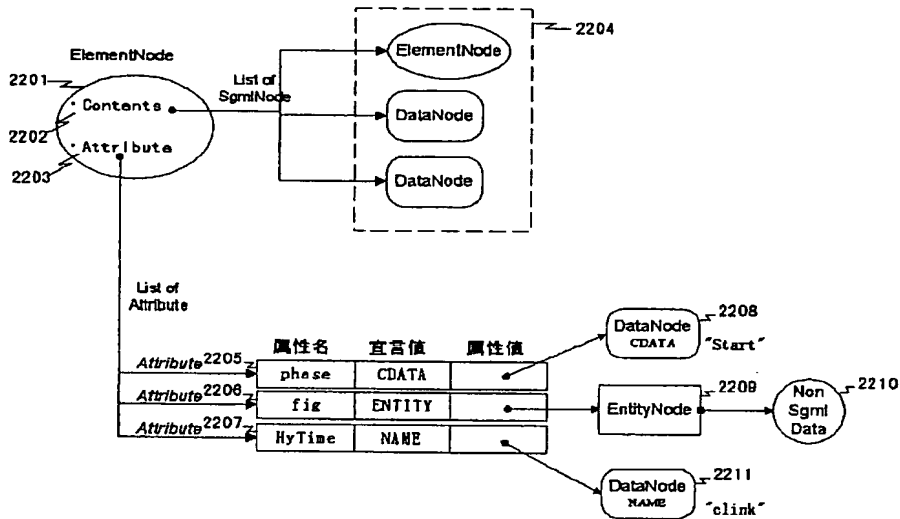 2204
ElementNode
ElementNode
2201
List of
SgmlNode
・Contents
2202
DataNode
・Attribute
2203
DataNode
List of
Attribute
2208
DataNode
CDATA
"Start"
属性名 宣言値 属性値
Attribute 2205
phase CDATA
Attribute 2206
fig ENTITY
2209
EntityNode
2210
Non
Sgml
Data
Attribute 2207
HyTime NAME
2211
DataNode
NAME
"clink"